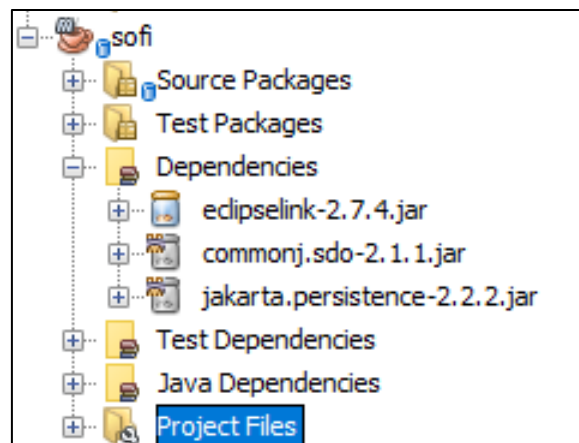 sofi
Source Packages
Test Packages
Dependencies
eclipselink-2.7.4.jar
commonj.sdo-2.1.1.jar
jakarta.persistence-2.2.2.jar
Test Dependencies
Java Dependencies
Project Files